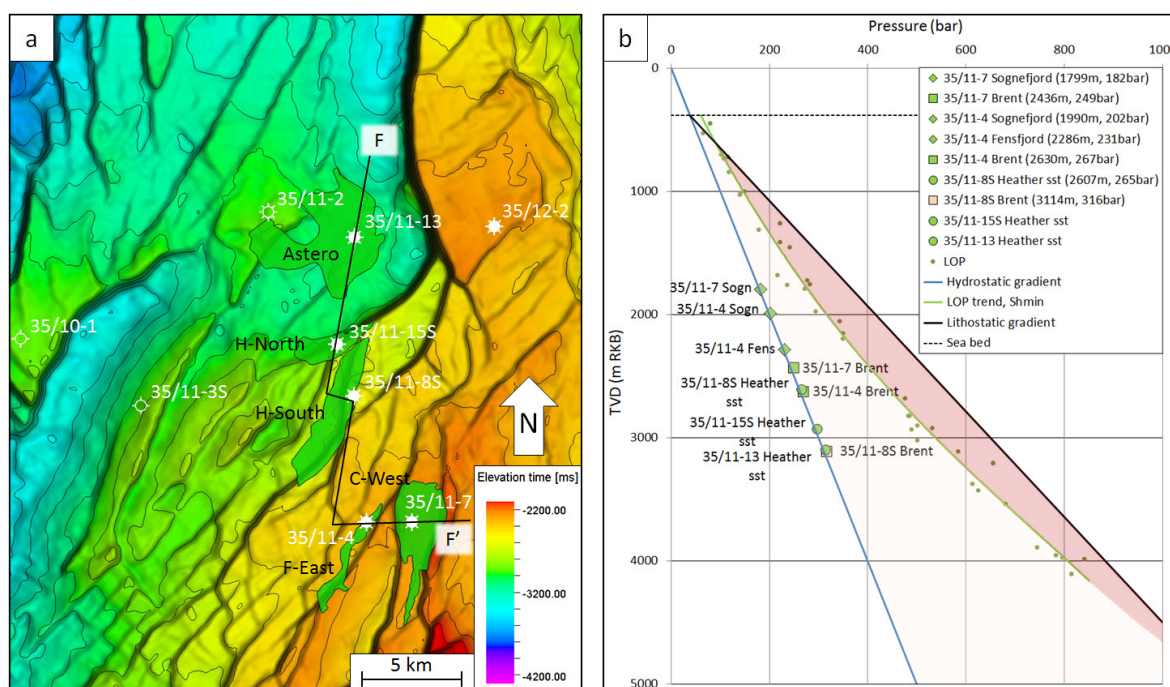 a
F
35/11-2
35/11-13
35/12-2
Astero
35/10-1
35/11-15S
H-North
35/11-8S
35/11-3S
H-South
N
C-West
35/11-7
35/11-4
F'
F-East
5 km
Elevation time [ms]
-2200.00
-3200.00
-4200.00
b
Pressure (bar)
0
200
400
600
800
1000
0
1000
2000
3000
4000
5000
TVD (m RKB)
35/11-7 Sognefjord (1799m, 182bar)
35/11-7 Brent (2436m, 249bar)
35/11-4 Sognefjord (1990m, 202bar)
35/11-4 Fensfjord (2286m, 231bar)
35/11-4 Brent (2630m, 267bar)
35/11-8S Heather sst (2607m, 265bar)
35/11-8S Brent (3114m, 316bar)
35/11-15S Heather sst
35/11-13 Heather sst
LOP
Hydrostatic gradient
LOP trend, Shmin
Lithostatic gradient
Sea bed
35/11-7 Sogn
35/11-4 Sogn
35/11-4 Fens
35/11-7 Brent
35/11-8S Heather
sst
35/11-4 Brent
35/11-15S Heather
sst
35/11-13 Heather
sst
35/11-8S Brent